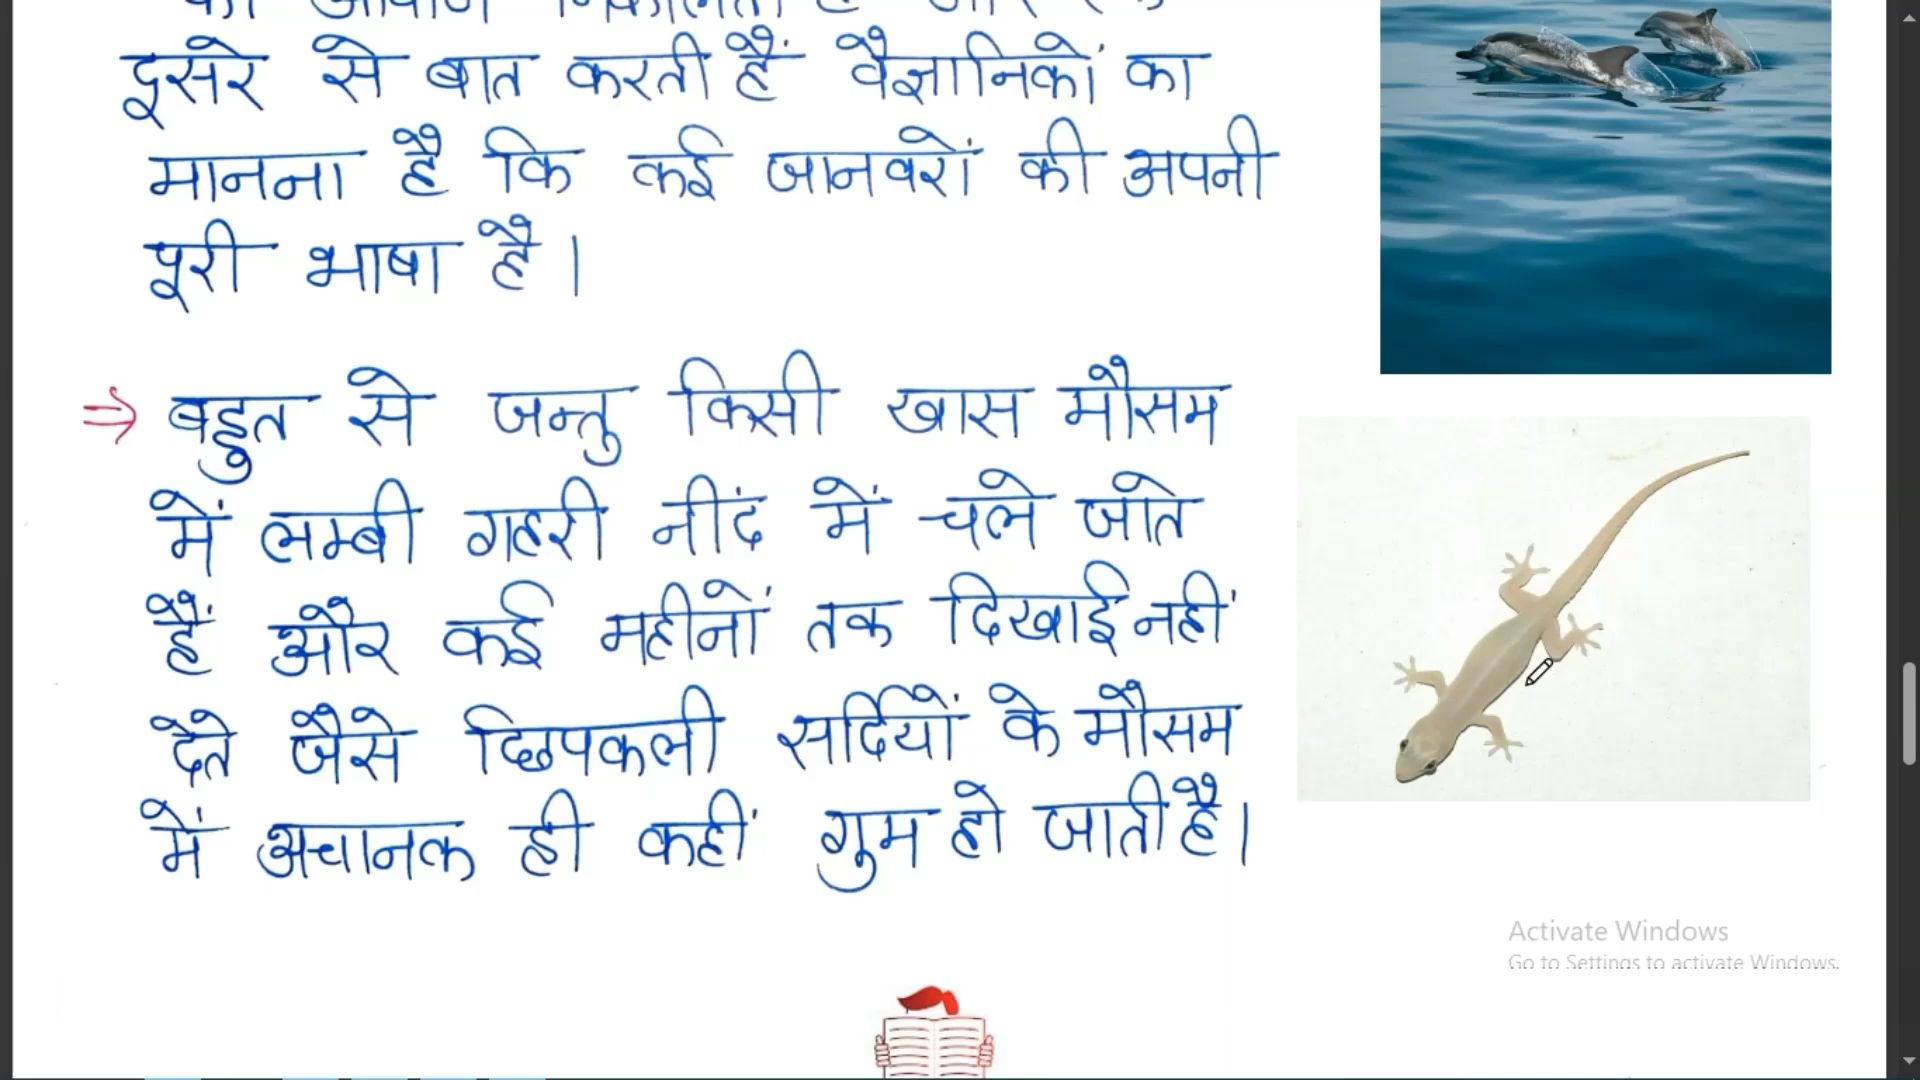 दूसरे से बात करती हैं वैज्ञानिकों का
मानना है कि कई जानवरों की अपनी
पूरी भाषा है।
⇒ बहुत से जन्तु किसी खास मौसम
में लम्बी गहरी नींद में चले जाते
हैं और कई महीनों तक दिखाई नहीं
देते जैसे छिपकली सर्दियों के मौसम
में अचानक ही कहीं गुम हो जाती है।
Activate Windows
Go to Settings to activate Windows.